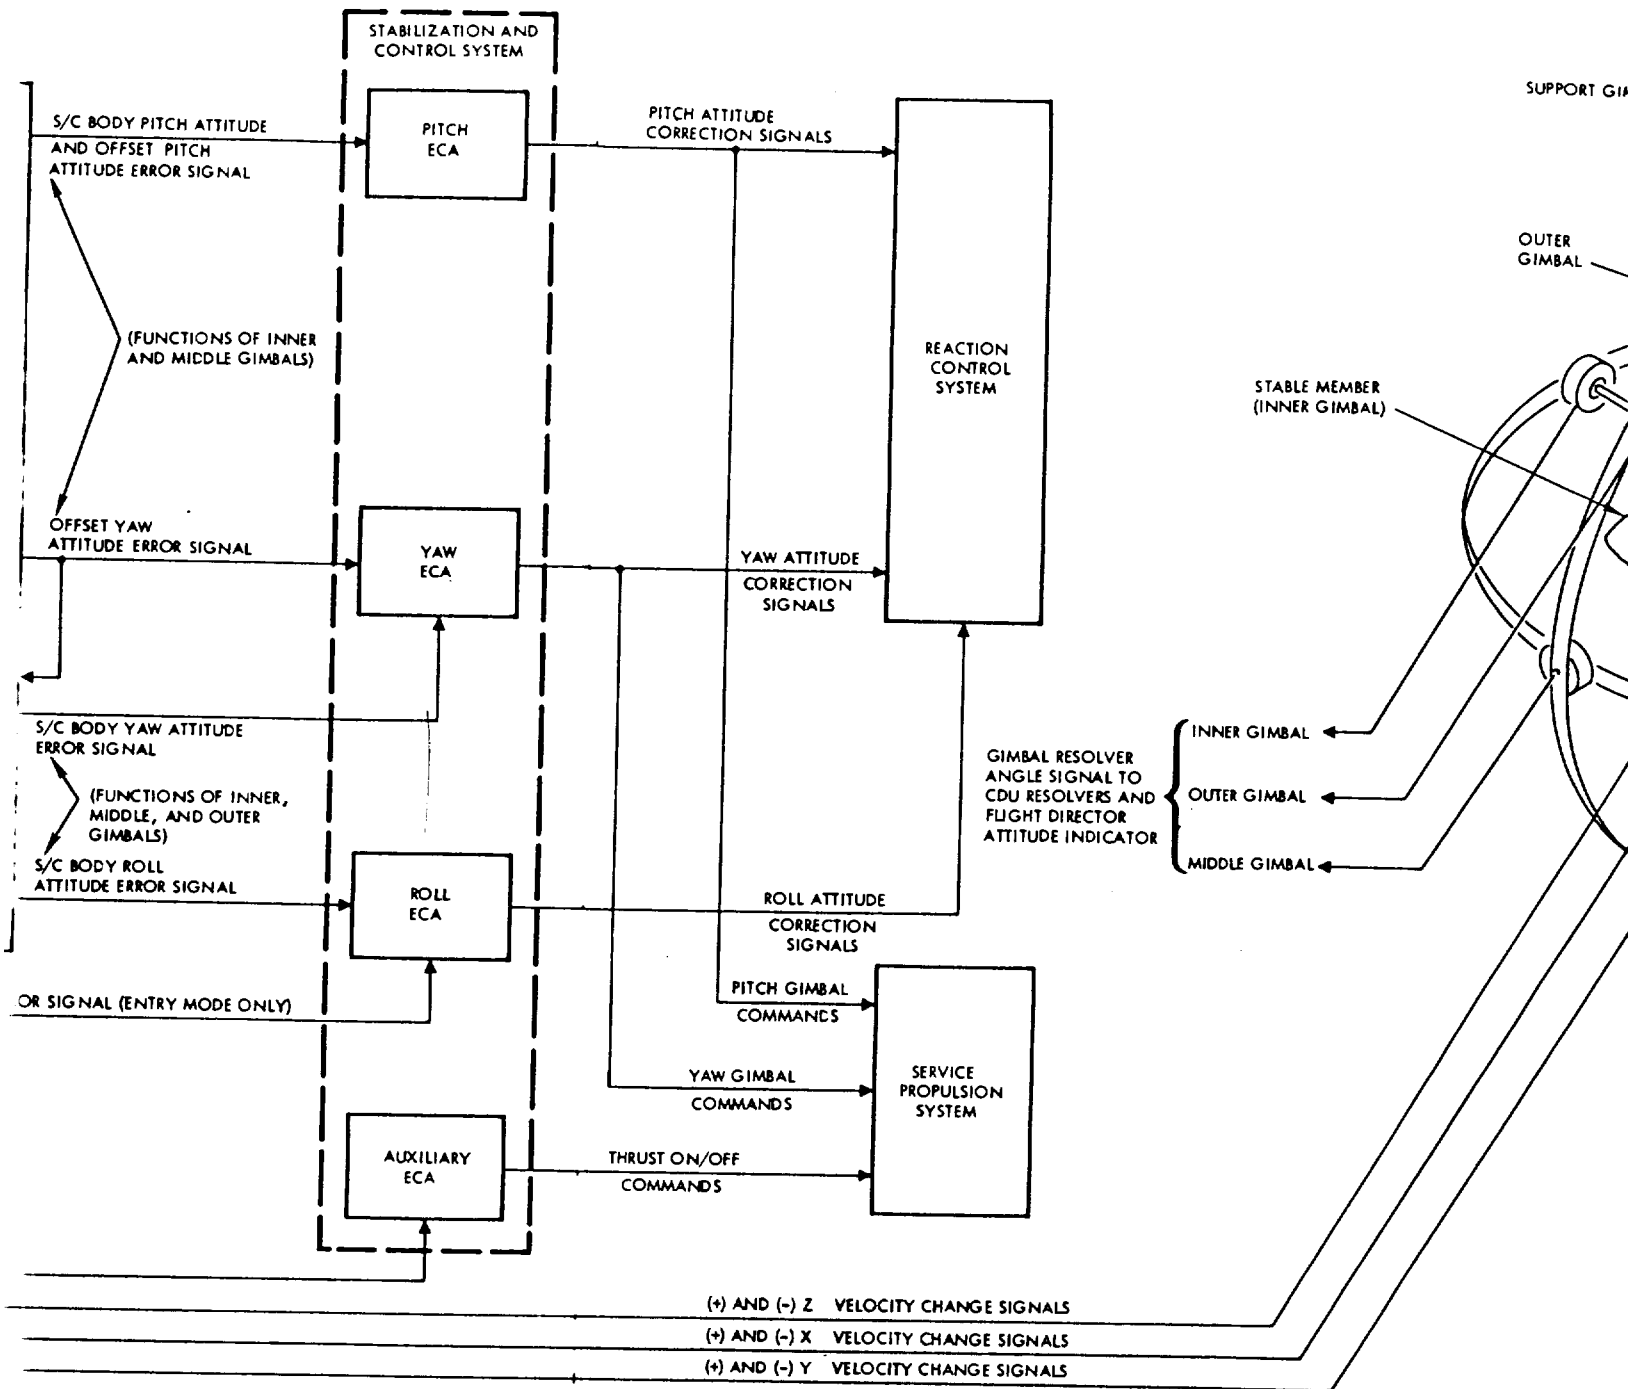 STABILIZATION AND
CONTROL SYSTEM
SUPPORT
S/C BODY PITCH ATTITUDE
AND OFFSET PITCH
ATTITUDE ERROR SIGNAL
PITCH
ECA
PITCH ATTITUDE
CORRECTION SIGNALS
OUTER
GIMBAL
(FUNCTIONS OF INNER
AND MIDDLE GIMBALS)
REACTION
CONTROL
SYSTEM
STABLE MEMBER
(INNER GIMBAL)
OFFSET YAW
ATTITUDE ERROR SIGNAL
YAW
ECA
YAW ATTITUDE
CORRECTION
SIGNALS
S/C BODY YAW ATTITUDE
ERROR SIGNAL
(FUNCTIONS OF INNER,
MIDDLE, AND OUTER
GIMBALS)
GIMBAL RESOLVER
ANGLE SIGNAL TO
CDU RESOLVERS AND
FLIGHT DIRECTOR
ATTITUDE INDICATOR
INNER GIMBAL
OUTER GIMBAL
MIDDLE GIMBAL
S/C BODY ROLL
ATTITUDE ERROR SIGNAL
ROLL
ECA
ROLL ATTITUDE
CORRECTION
SIGNALS
OR SIGNAL (ENTRY MODE ONLY)
PITCH GIMBAL
COMMANDS
YAW GIMBAL
COMMANDS
SERVICE
PROPULSION
SYSTEM
AUXILIARY
ECA
THRUST ON/OFF
COMMANDS
(+) AND (-) Z VELOCITY CHANGE SIGNALS
(+) AND (-) X VELOCITY CHANGE SIGNALS
(+) AND (-) Y VELOCITY CHANGE SIGNALS